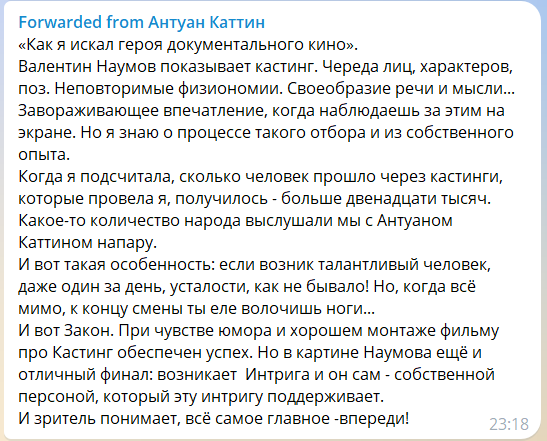 Forwarded from Антуан Каттин
«Как я искал героя документального кино».
Валентин Наумов показывает кастинг. Череда лиц, характеров,
поз. Неповторимые физиономии. Своеобразие речи и мысли...
Завораживающее впечатление, когда наблюдаешь за этим на
экране. Но я знаю о процессе такого отбора и из собственного
опыта.
Когда я подсчитала, сколько человек прошло через кастинги,
которые провела я, получилось - больше двенадцати тысяч.
Какое-то количество народа выслушали мы с Антуаном
Каттином напару.
И вот такая особенность: если возник талантливый человек,
даже один за день, усталости, как не бывало! Но, когда всё
мимо, к концу смены ты еле волочишь ноги...
И вот Закон. При чувстве юмора и хорошем монтаже фильму
про Кастинг обеспечен успех. Но в картине Наумова ещё и
отличный финал: возникает  Интрига и он сам - собственной
персоной, который эту интригу поддерживает.
И зритель понимает, всё самое главное -впереди!
23:18